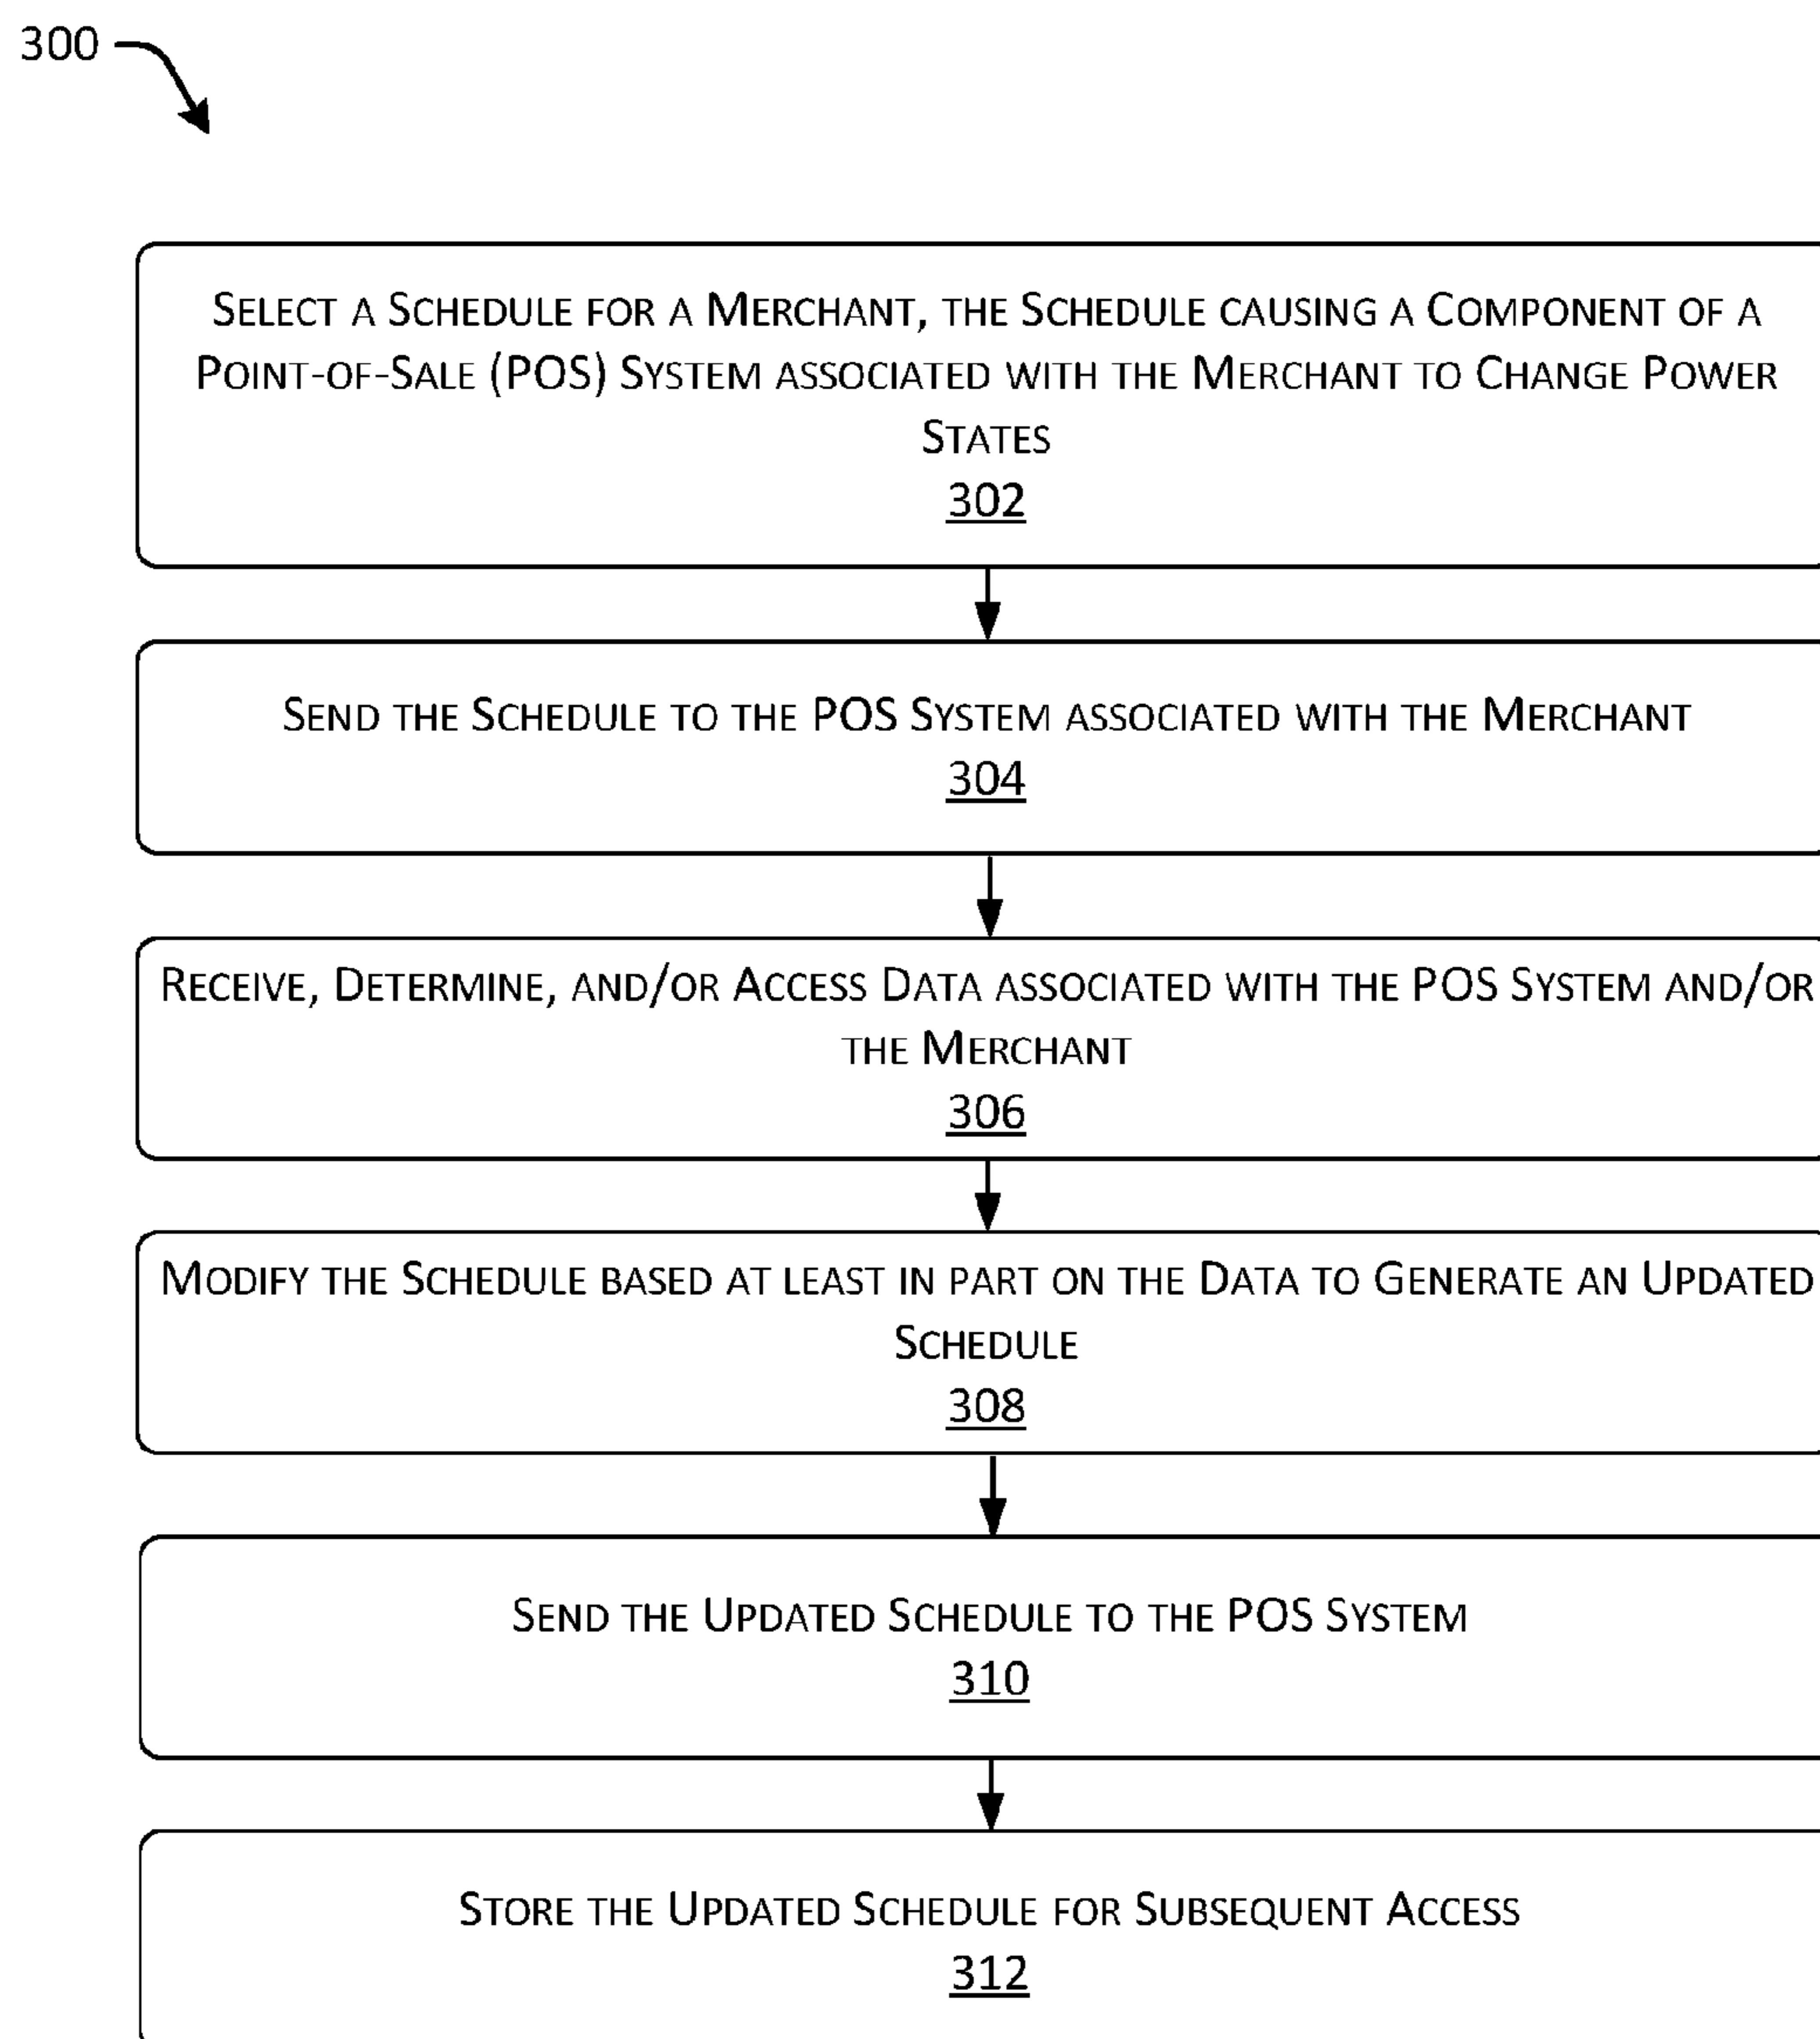 300
Select a Schedule for a Merchant, the Schedule causing a Component of a
Point-of-Sale (POS) System associated with the Merchant to Change Power
States
302
Send the Schedule to the POS System associated with the Merchant
304
Receive, Determine, and/or Access Data associated with the POS System and/or
the Merchant
306
Modify the Schedule based at least in part on the Data to Generate an Updated
Schedule
308
Send the Updated Schedule to the POS System
310
Store the Updated Schedule for Subsequent Access
312